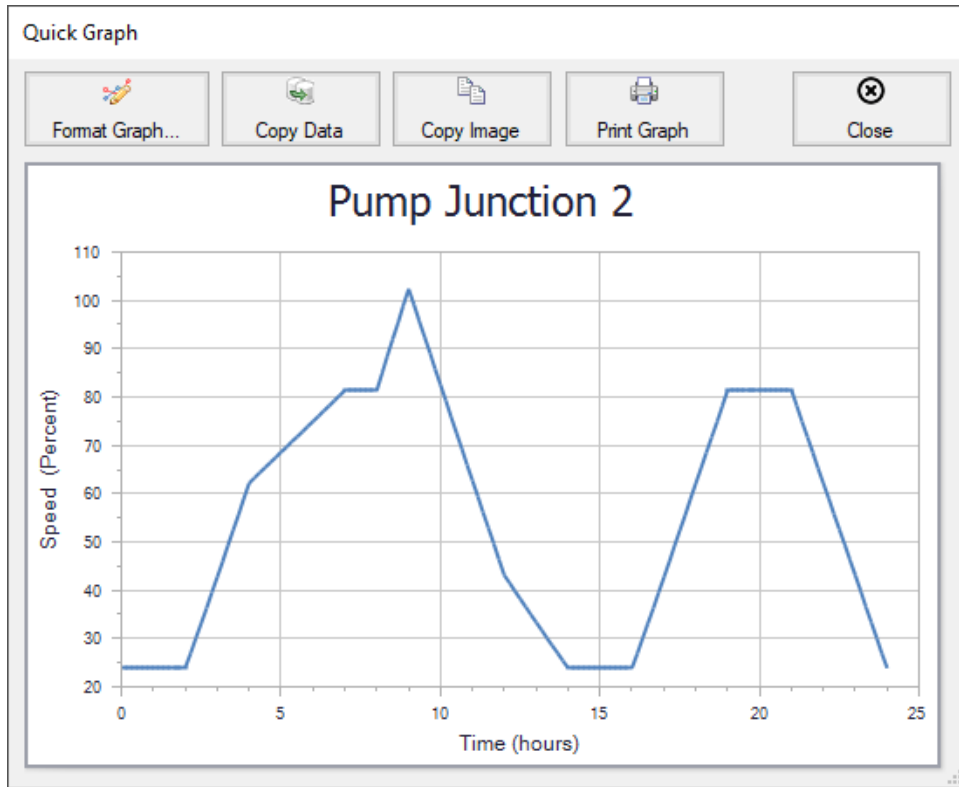 Quick Graph
Format Graph... Copy Data Copy Image Print Graph Close
Pump Junction 2
110
100
90
80
70
60
50
40
30
20
Speed (Percent)
0 5 10 15 20 25
Time (hours)